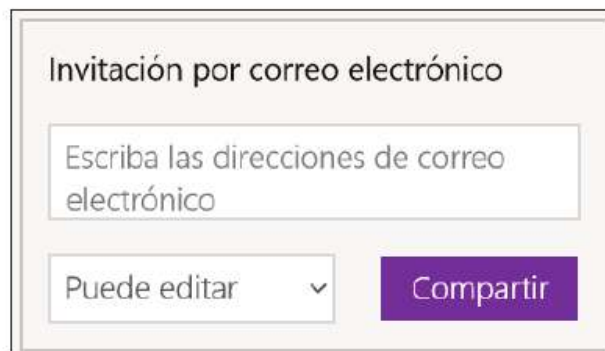 Invitación por correo electrónico
Escriba las direcciones de correo
electrónico
Puede editar
Compartir